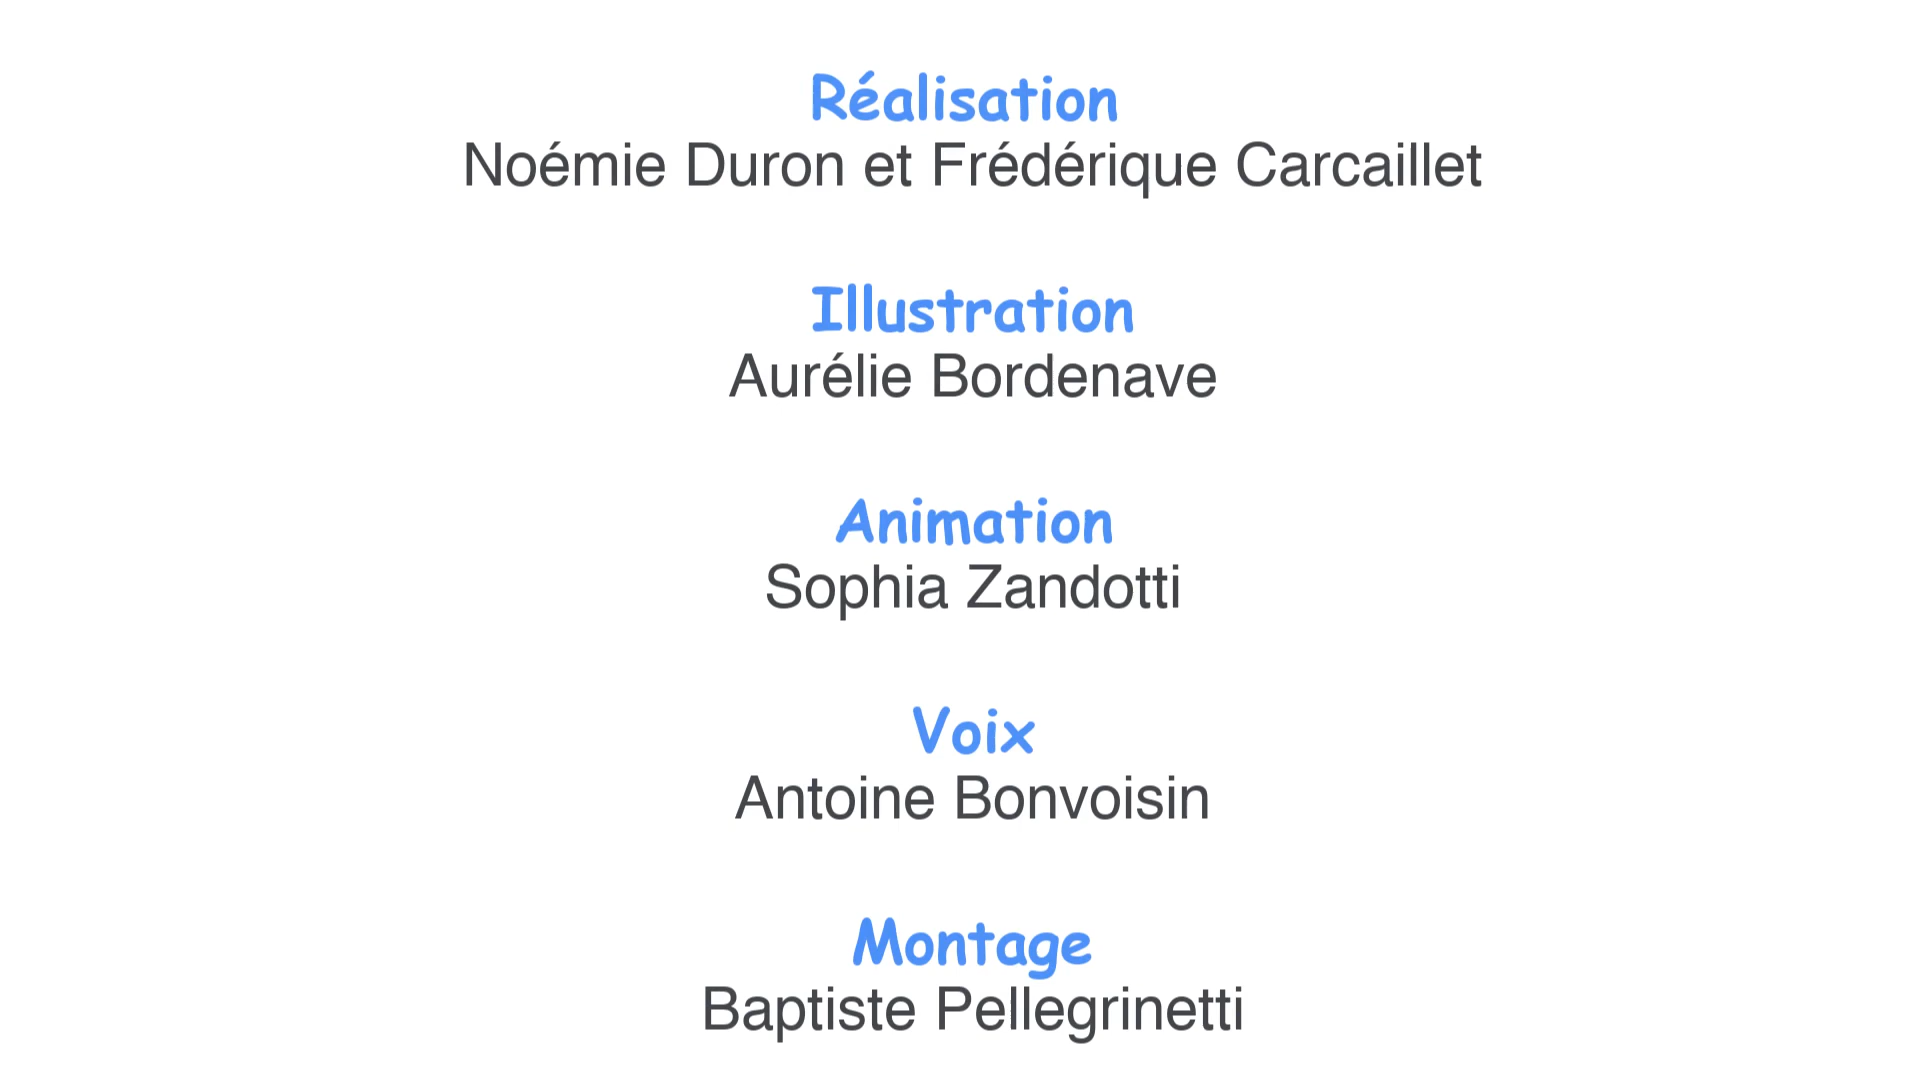 Réalisation
Noémie Duron et Frédérique Carcaillet
Illustration
Aurélie Bordenave
Animation
Sophia Zandotti
Voix
Antoine Bonvoisin
Montage
Baptiste Pellegrinetti